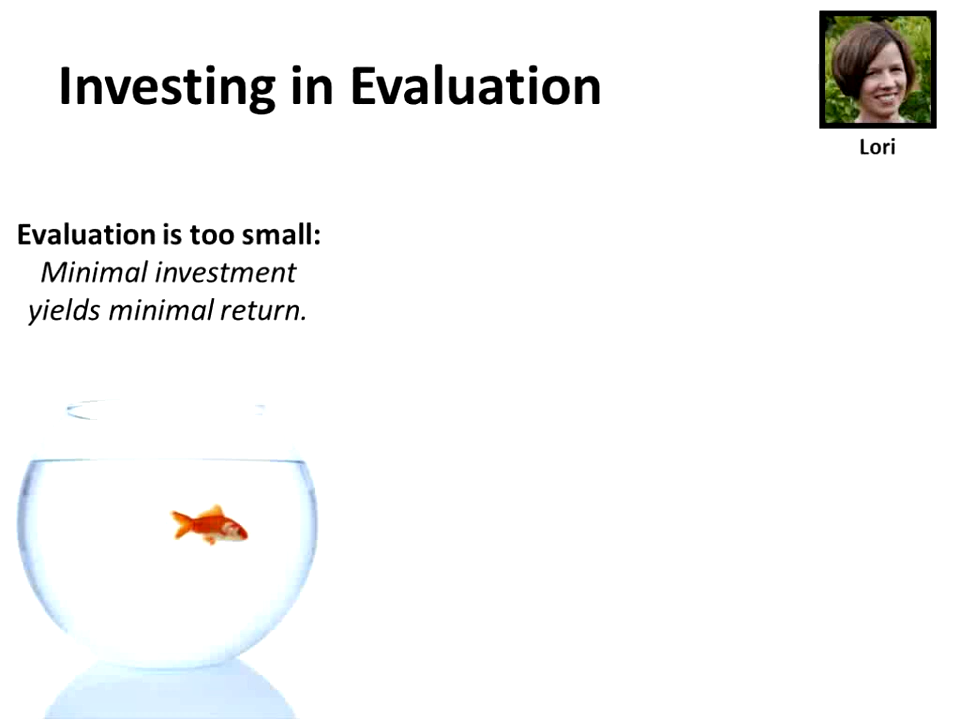 Investing in Evaluation
Lori
Evaluation is too small:
Minimal investment
yields minimal return.